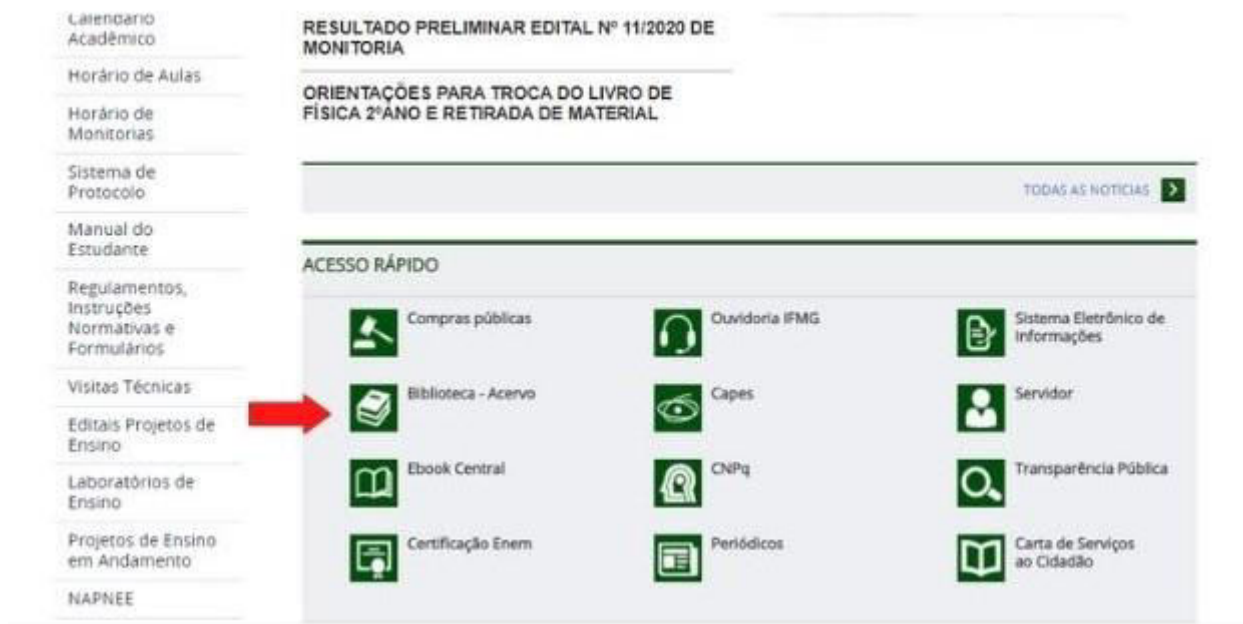 Calendário
Acadêmico
Horário de Aulas
Horário de
Monitorias
Sistema de
Protocolo
Manual do
Estudante
Regulamentos,
Instruções
Normativas e
Formulários
Visitas Técnicas
Editais Projetos de
Ensino
Laboratórios de
Ensino
Projetos de Ensino
em Andamento
NAPNEE
RESULTADO PRELIMINAR EDITAL Nº 11/2020 DE
MONITORIA
ORIENTAÇÕES PARA TROCA DO LIVRO DE
FÍSICA 2ºANO E RETIRADA DE MATERIAL
TODAS AS NOTÍCIAS
ACESSO RÁPIDO
Compras públicas
Ouvidoria IFMG
Sistema Eletrônico de
Informações
Biblioteca - Acervo
Capes
Servidor
Ebook Central
CNPq
Transparência Pública
Certificação Enem
Periódicos
Carta de Serviços
ao Cidadão